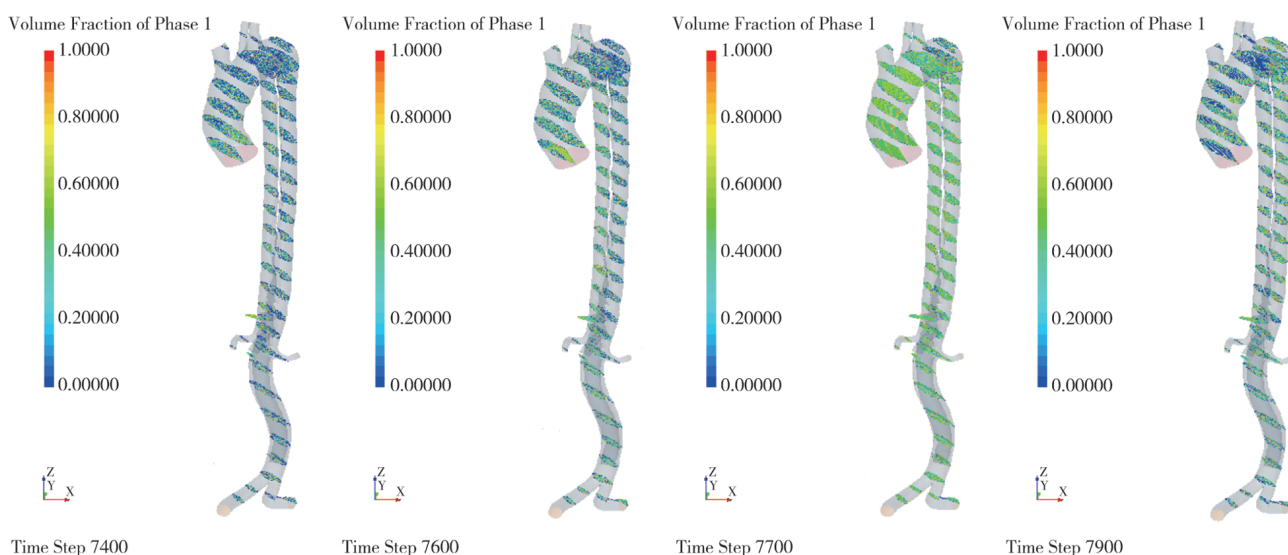 Volume Fraction of Phase 1
1.0000
0.80000
0.60000
0.40000
0.20000
0.00000
Z
Y
X
Time Step 7400
Volume Fraction of Phase 1
1.0000
0.80000
0.60000
0.40000
0.20000
0.00000
Z
Y
X
Time Step 7600
Volume Fraction of Phase 1
1.0000
0.80000
0.60000
0.40000
0.20000
0.00000
Z
Y
X
Time Step 7700
Volume Fraction of Phase 1
1.0000
0.80000
0.60000
0.40000
0.20000
0.00000
Z
Y
X
Time Step 7900